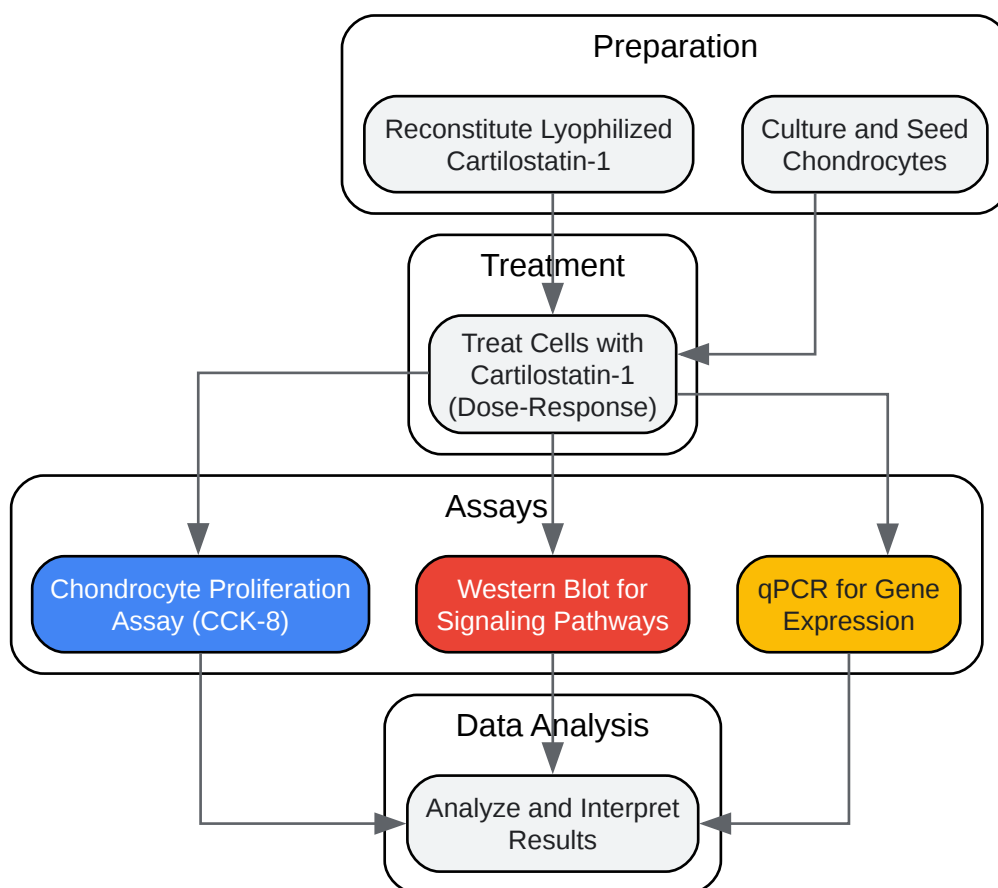 Preparation
Reconstitute Lyophilized
Cartilostatin-1
Culture and Seed
Chondrocytes
Treatment
Treat Cells with
Cartilostatin-1
(Dose-Response)
Assays
Chondrocyte Proliferation
Assay (CCK-8)
Western Blot for
Signaling Pathways
qPCR for Gene
Expression
Data Analysis
Analyze and Interpret
Results